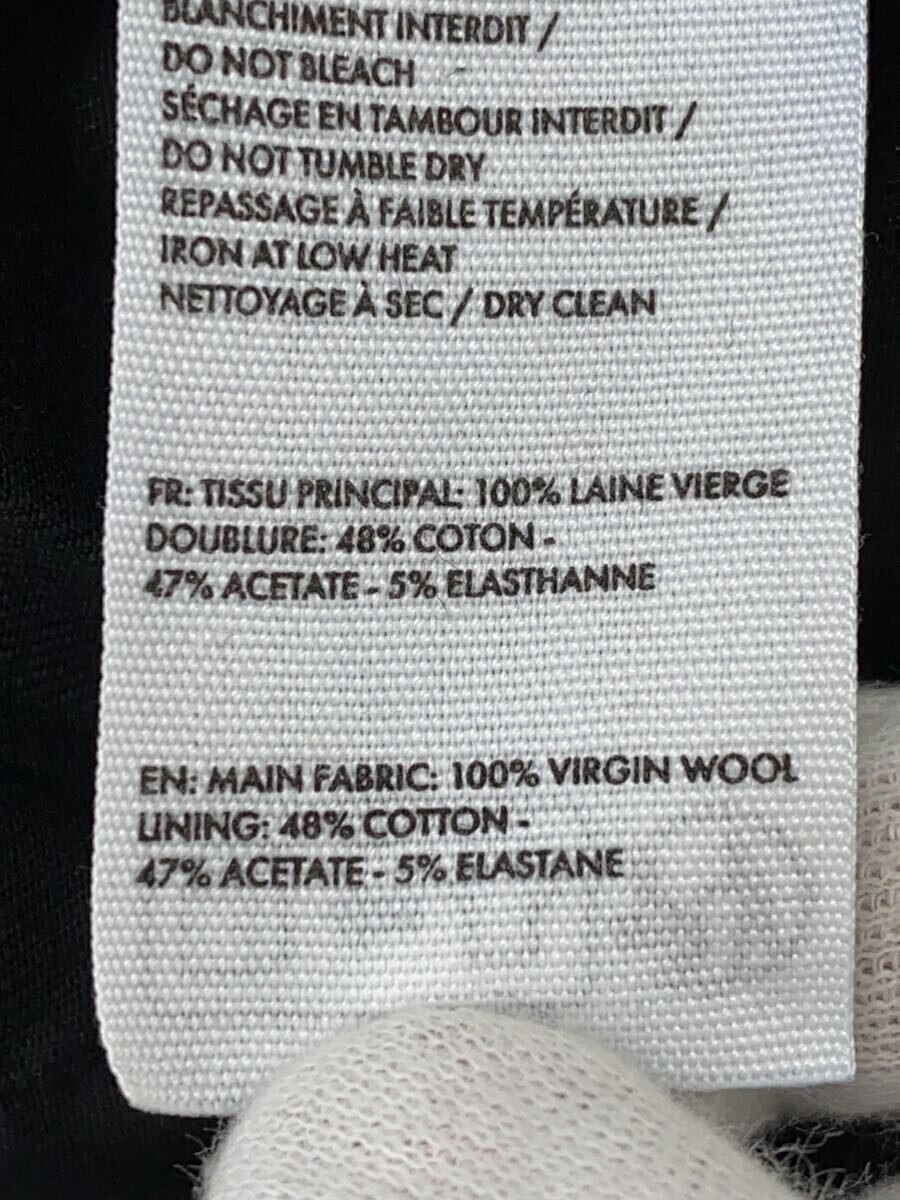 BLANCHIMENT INTERDIT /
DO NOT BLEACH
SÉCHAGE EN TAMBOUR INTERDIT /
DO NOT TUMBLE DRY
REPASSAGE À FAIBLE TEMPÉRATURE /
IRON AT LOW HEAT
NETTOYAGE À SEC / DRY CLEAN
FR: TISSU PRINCIPAL: 100% LAINE VIERGE
DOUBLURE: 48% COTON -
47% ACETATE - 5% ELASTHANNE
EN: MAIN FABRIC: 100% VIRGIN WOOL
LINING: 48% COTTON -
47% ACETATE - 5% ELASTANE